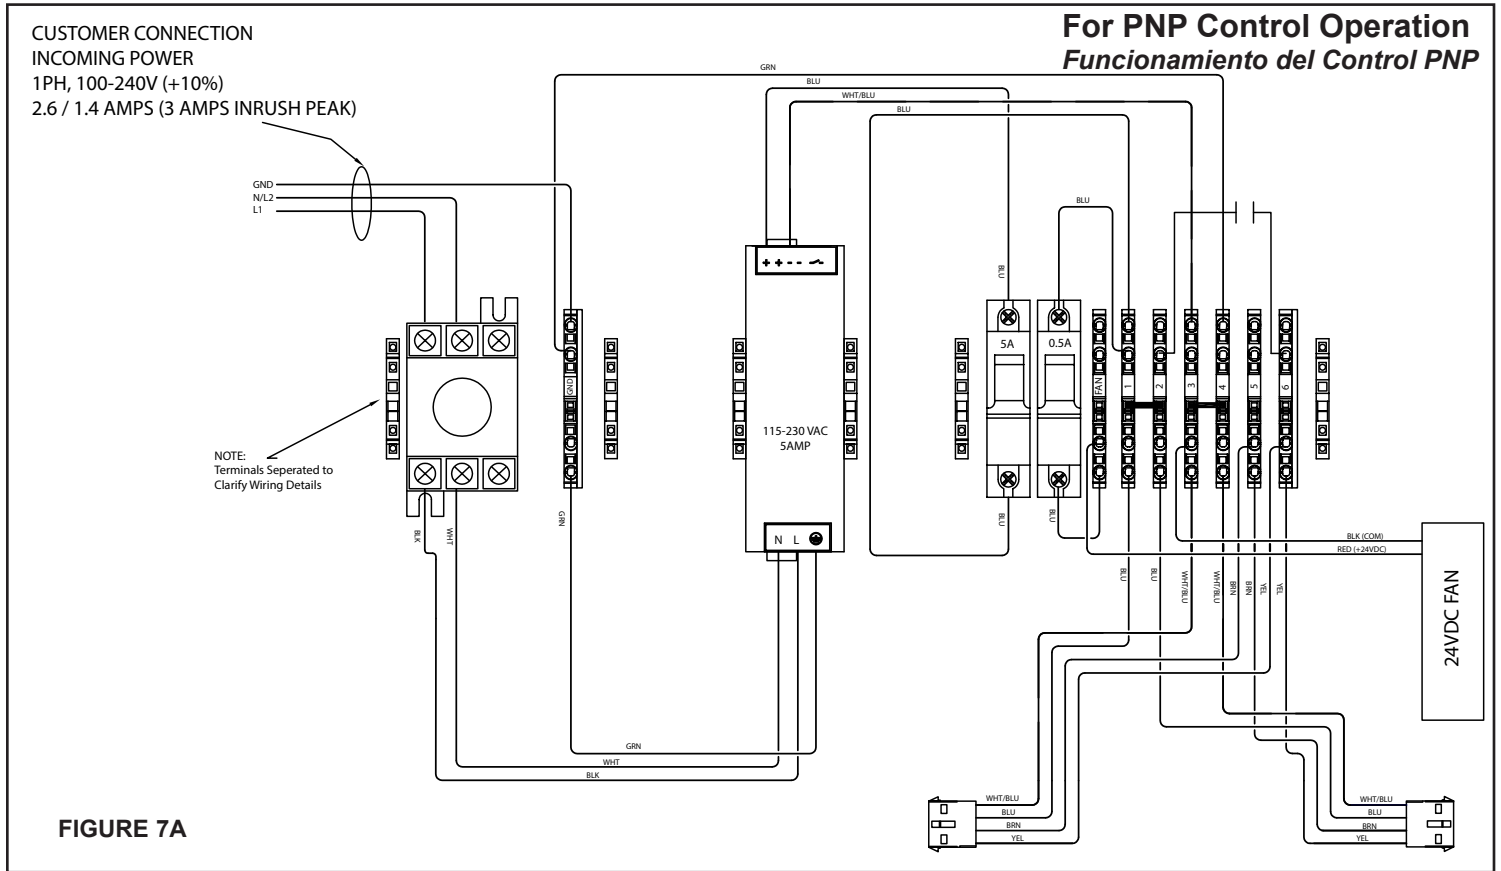 CUSTOMER CONNECTION
INCOMING POWER
1PH, 100-240V (+10%)
2.6 / 1.4 AMPS (3 AMPS INRUSH PEAK)
For PNP Control Operation
Funcionamiento del Control PNP
GRN
BLU
WHT/BLU
BLU
GND
N/L2
L1
BLU
BLU
+ + - -
5A
0.5A
GND
FAN
1
2
3
4
5
6
115-230 VAC
5AMP
NOTE:
Terminals Seperated to
Clarify Wiring Details
BLK
WHT
GRN
N L
BLU
BLU
BLK (COM)
RED (+24VDC)
BLU
BLU
WHT/BLU
WHT/BLU
BRN
BRN
YEL
YEL
24VDC FAN
GRN
WHT
BLK
WHT/BLU
BLU
BRN
YEL
WHT/BLU
BLU
BRN
YEL
FIGURE 7A